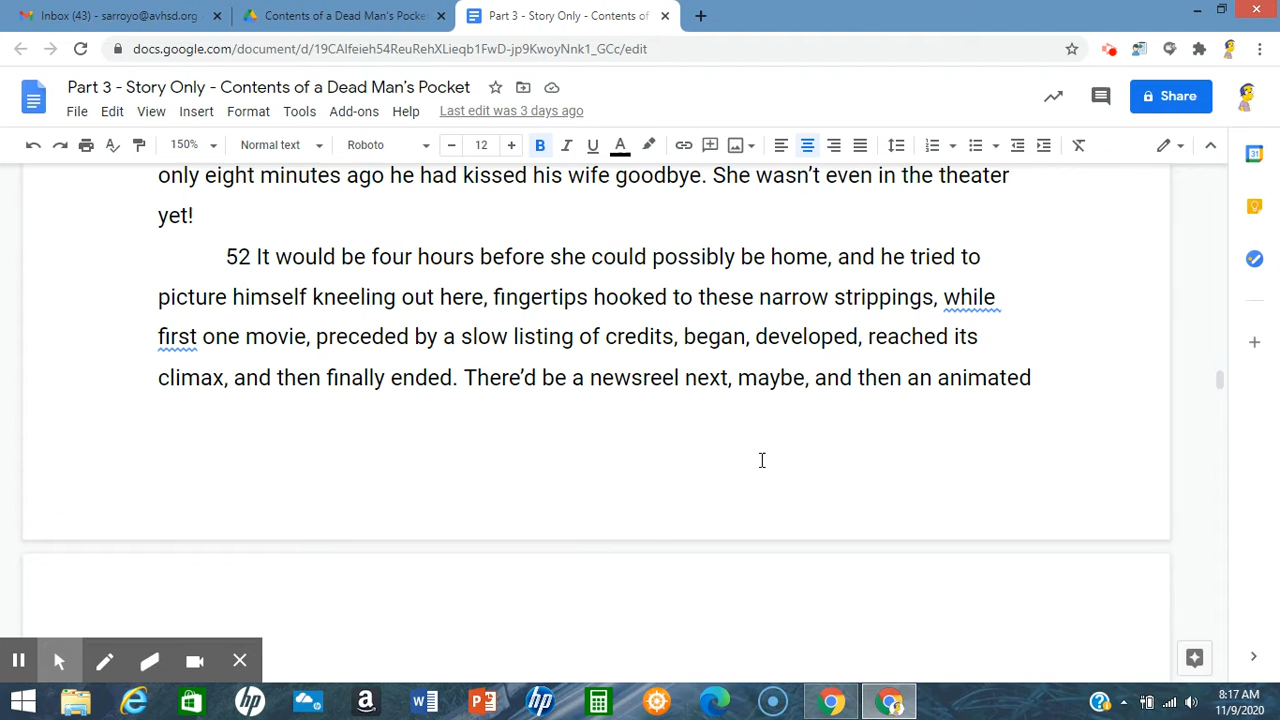 Inbox (43) - sarroyo@avhsd.org
Contents of a Dead Man's Pocke
Part 3 - Story Only - Contents of
docs.google.com/document/d/19CAlfeieh54ReuRehXLieqb1FwD-jp9KwoyNnk1_GCc/edit
Part 3 - Story Only - Contents of a Dead Man's Pocket
File Edit View Insert Format Tools Add-ons Help Last edit was 3 days ago
Share
150% Normal text Roboto 12
only eight minutes ago he had kissed his wife goodbye. She wasn't even in the theater
yet!
52 It would be four hours before she could possibly be home, and he tried to
picture himself kneeling out here, fingertips hooked to these narrow strippings, while
first one movie, preceded by a slow listing of credits, began, developed, reached its
climax, and then finally ended. There'd be a newsreel next, maybe, and then an animated
8:17 AM
11/9/2020